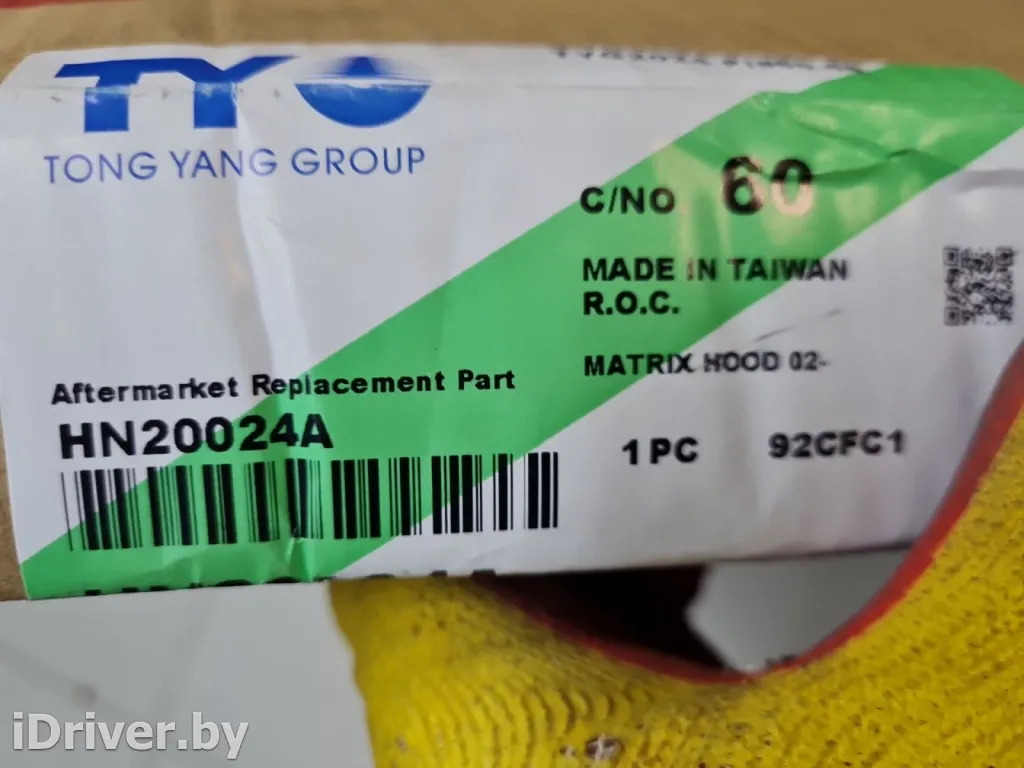 TYG
TONG YANG GROUP
C/NO 60
MADE IN TAIWAN
R.O.C.
MATRIX HOOD 02-
Aftermarket Replacement Part
HN20024A
1 PC 92CFC1
iDriver.by